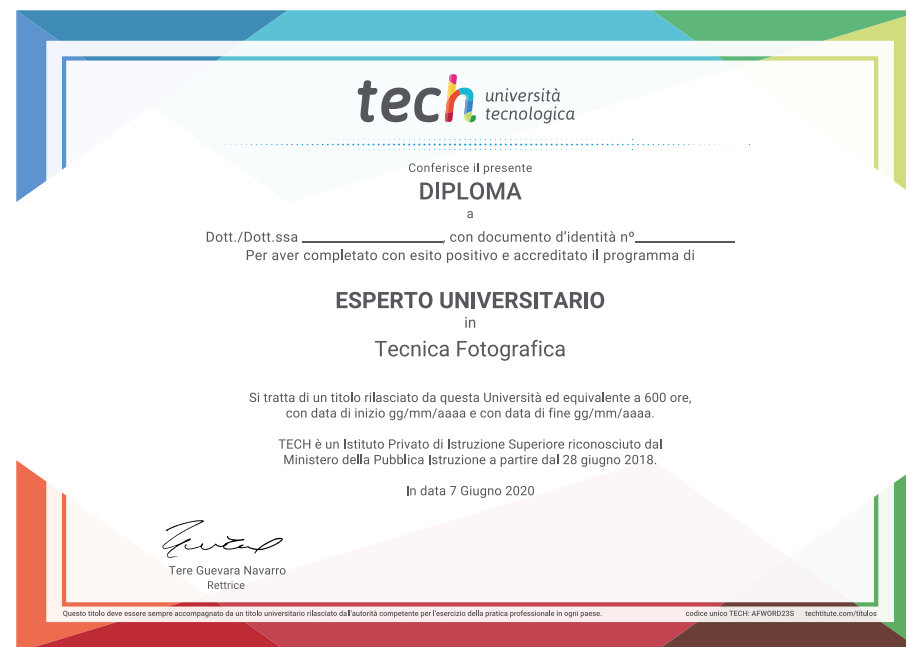 tech università
tecnologica
Conferisce il presente
DIPLOMA
a
Dott./Dott.ssa ____________________, con documento d'identità nº______________
Per aver completato con esito positivo e accreditato il programma di
ESPERTO UNIVERSITARIO
in
Tecnica Fotografica
Si tratta di un titolo rilasciato da questa Università ed equivalente a 600 ore,
con data di inizio gg/mm/aaaa e con data di fine gg/mm/aaaa.
TECH è un Istituto Privato di Istruzione Superiore riconosciuto dal
Ministero della Pubblica Istruzione a partire dal 28 giugno 2018.
In data 7 Giugno 2020
Tere Guevara Navarro
Rettrice
Questo titolo deve essere sempre accompagnato da un titolo universitario rilasciato dall'autorità competente per l'esercizio della pratica professionale in ogni paese. codice unico TECH: AFWORD23S techtitute.com/titulos